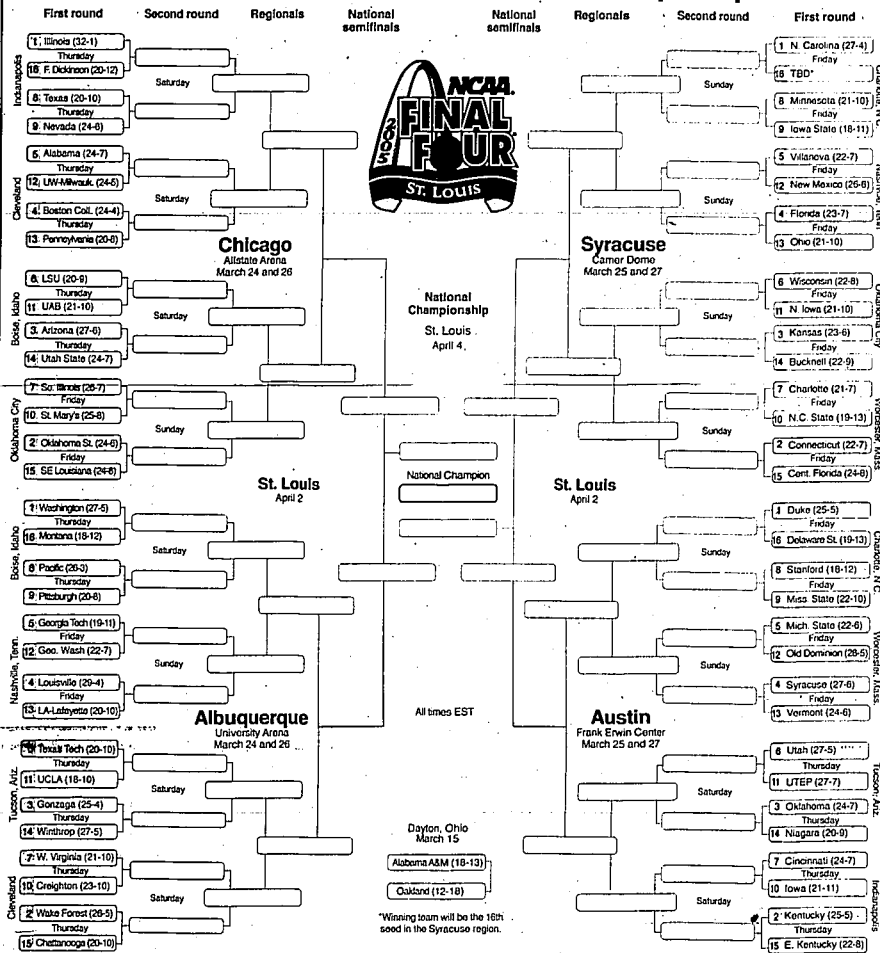 First round
Second round
Regionals
National semifinals
National semifinals
Regionals
Second round
First round
NCAA
FINAL FOUR
2005
ST. LOUIS
Indianapolis
1 Illinois (32-1)
Thursday
16 F. Dickinson (20-12)
Saturday
8 Texas (20-10)
Thursday
9 Nevada (24-6)
Cleveland
5 Alabama (24-7)
Thursday
12 UW-Milwauk. (24-5)
Saturday
4 Boston Coll. (24-4)
Thursday
13 Pennsylvania (20-8)
Chicago
Allstate Arena
March 24 and 26
Boise, Idaho
6 LSU (20-9)
Thursday
11 UAB (21-10)
Saturday
3 Arizona (27-6)
Thursday
14 Utah State (24-7)
Oklahoma City
7 So. Illinois (26-7)
Friday
10 St. Mary's (25-8)
Sunday
2 Oklahoma St. (24-6)
Friday
15 SE Louisiana (24-8)
St. Louis
April 2
Boise, Idaho
1 Washington (27-5)
Thursday
16 Montana (18-12)
Saturday
8 Pacific (26-3)
Thursday
9 Pittsburgh (20-8)
Nashville, Tenn.
5 Georgia Tech (19-11)
Friday
12 Geo. Wash (22-7)
Sunday
4 Louisville (29-4)
Friday
13 LA-Lafayette (20-10)
Albuquerque
University Arena
March 24 and 26
Tucson, Ariz.
Texas Tech (20-10)
Thursday
11 UCLA (18-10)
Saturday
3 Gonzaga (25-4)
Thursday
14 Winthrop (27-5)
Cleveland
7 W. Virginia (21-10)
Thursday
10 Creighton (23-10)
Saturday
2 Wake Forest (26-5)
Thursday
15 Chattanooga (20-10)
National
Championship
St. Louis
April 4
National Champion
All times EST
Dayton, Ohio
March 15
Alabama A&M (18-13)
Oakland (12-18)
*Winning team will be the 16th
seed in the Syracuse region.
1 N. Carolina (27-4)
Friday
16 TBD*
Sunday
8 Minnesota (21-10)
Friday
9 Iowa State (18-11)
Charlotte, N.C.
5 Villanova (22-7)
Friday
12 New Mexico (26-6)
Sunday
4 Florida (23-7)
Friday
13 Ohio (21-10)
Nashville, Tenn.
Syracuse
Carrier Dome
March 25 and 27
6 Wisconsin (22-8)
Friday
11 N. Iowa (21-10)
Sunday
3 Kansas (23-6)
Friday
14 Bucknell (22-9)
Oklahoma City
7 Charlotte (21-7)
Friday
10 N.C. State (19-13)
Sunday
2 Connecticut (22-7)
Friday
15 Cent. Florida (24-8)
Worcester, Mass
St. Louis
April 2
1 Duke (25-5)
Friday
16 Delaware St. (19-13)
Sunday
8 Stanford (18-12)
Friday
9 Miss. State (22-10)
Charlotte, N.C.
5 Mich. State (22-6)
Friday
12 Old Dominion (28-5)
Sunday
4 Syracuse (27-6)
Friday
13 Vermont (24-6)
Worcester, Mass
Austin
Frank Erwin Center
March 25 and 27
6 Utah (27-5)
Thursday
11 UTEP (27-7)
Saturday
3 Oklahoma (24-7)
Thursday
14 Niagara (20-9)
Tucson, Ariz.
7 Cincinnati (24-7)
Thursday
10 Iowa (21-11)
Saturday
2 Kentucky (25-5)
Thursday
15 E. Kentucky (22-8)
Indianapolis